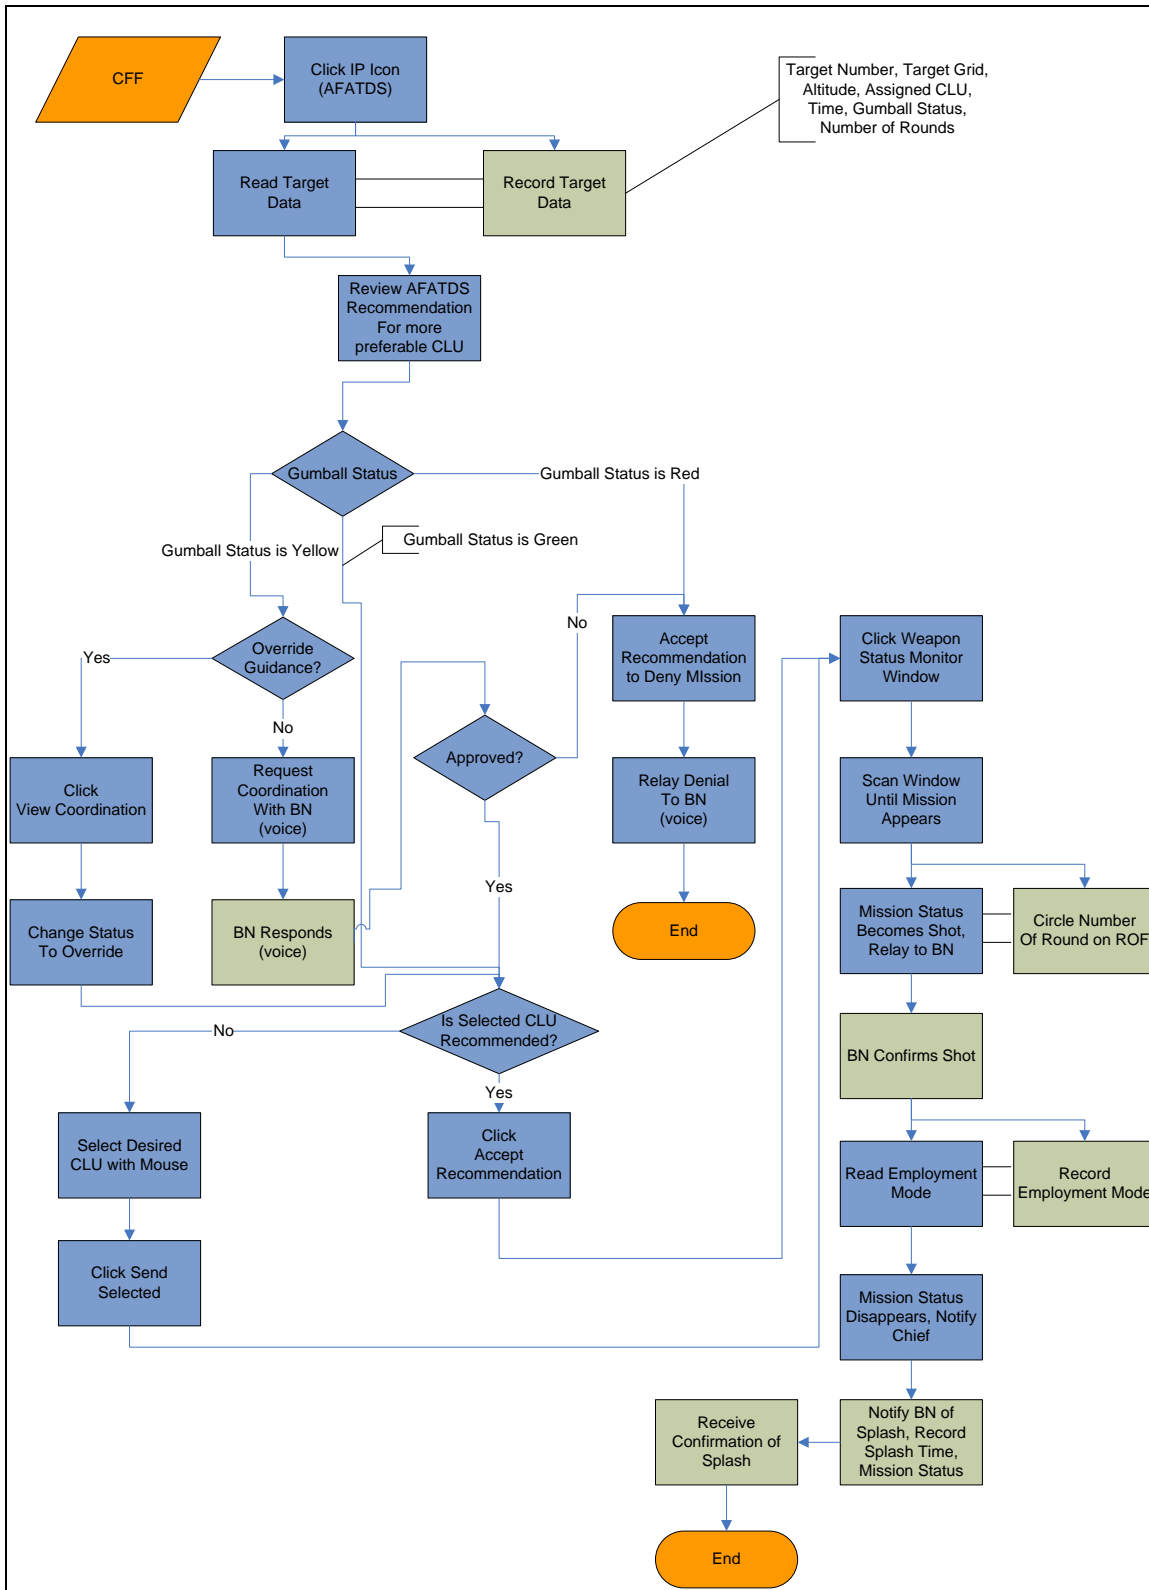 CFF
Click IP Icon
(AFATDS)
Target Number, Target Grid,
Altitude, Assigned CLU,
Time, Gumball Status,
Number of Rounds
Read Target
Data
Record Target
Data
Review AFATDS
Recommendation
For more
preferable CLU
Gumball Status
Gumball Status is Red
Gumball Status is Yellow
Gumball Status is Green
Override
Guidance?
Yes
No
No
Accept
Recommendation
to Deny MIssion
Click Weapon
Status Monitor
Window
Click
View Coordination
Request
Coordination
With BN
(voice)
Approved?
Relay Denial
To BN
(voice)
Scan Window
Until Mission
Appears
Yes
Change Status
To Override
BN Responds
(voice)
End
Mission Status
Becomes Shot,
Relay to BN
Circle Number
Of Round on ROF
Is Selected CLU
Recommended?
No
Yes
BN Confirms Shot
Select Desired
CLU with Mouse
Click
Accept
Recommendation
Read Employment
Mode
Record
Employment Mode
Click Send
Selected
Mission Status
Disappears, Notify
Chief
Receive
Confirmation of
Splash
Notify BN of
Splash, Record
Splash Time,
Mission Status
End